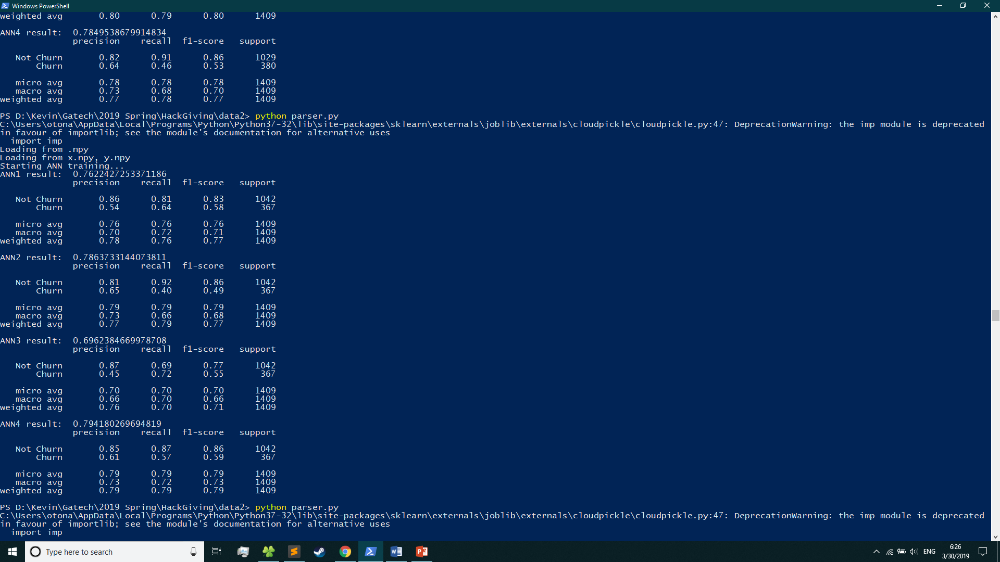 Windows PowerShell
weighted avg 0.80 0.79 0.80 1409
ANN4 result: 0.7849538679914834
precision recall f1-score support
Not Churn 0.82 0.91 0.86 1029
Churn 0.64 0.46 0.53 380
micro avg 0.78 0.78 0.78 1409
macro avg 0.73 0.68 0.70 1409
weighted avg 0.77 0.78 0.77 1409
PS D:\Kevin\Gatech\2019 Spring\HackGiving\data2> python parser.py
C:\Users\otona\AppData\Local\Programs\Python\Python37-32\lib\site-packages\sklearn\externals\joblib\externals\cloudpickle\cloudpickle.py:47: DeprecationWarning: the imp module is deprecated
in favour of importlib; see the module's documentation for alternative uses
import imp
Loading from .npy
Loading from x.npy, y.npy
Starting ANN training...
ANN1 result: 0.7622427253371186
precision recall f1-score support
Not Churn 0.86 0.81 0.83 1042
Churn 0.54 0.64 0.58 367
micro avg 0.76 0.76 0.76 1409
macro avg 0.70 0.72 0.71 1409
weighted avg 0.78 0.76 0.77 1409
ANN2 result: 0.7863733144073811
precision recall f1-score support
Not Churn 0.81 0.92 0.86 1042
Churn 0.65 0.40 0.49 367
micro avg 0.79 0.79 0.79 1409
macro avg 0.73 0.66 0.68 1409
weighted avg 0.77 0.79 0.77 1409
ANN3 result: 0.6962384669978708
precision recall f1-score support
Not Churn 0.87 0.69 0.77 1042
Churn 0.45 0.72 0.55 367
micro avg 0.70 0.70 0.70 1409
macro avg 0.66 0.70 0.66 1409
weighted avg 0.76 0.70 0.71 1409
ANN4 result: 0.794180269694819
precision recall f1-score support
Not Churn 0.85 0.87 0.86 1042
Churn 0.61 0.57 0.59 367
micro avg 0.79 0.79 0.79 1409
macro avg 0.73 0.72 0.73 1409
weighted avg 0.79 0.79 0.79 1409
PS D:\Kevin\Gatech\2019 Spring\HackGiving\data2> python parser.py
C:\Users\otona\AppData\Local\Programs\Python\Python37-32\lib\site-packages\sklearn\externals\joblib\externals\cloudpickle\cloudpickle.py:47: DeprecationWarning: the imp module is deprecated
in favour of importlib; see the module's documentation for alternative uses
import imp
Type here to search
ENG
6:26
3/30/2019